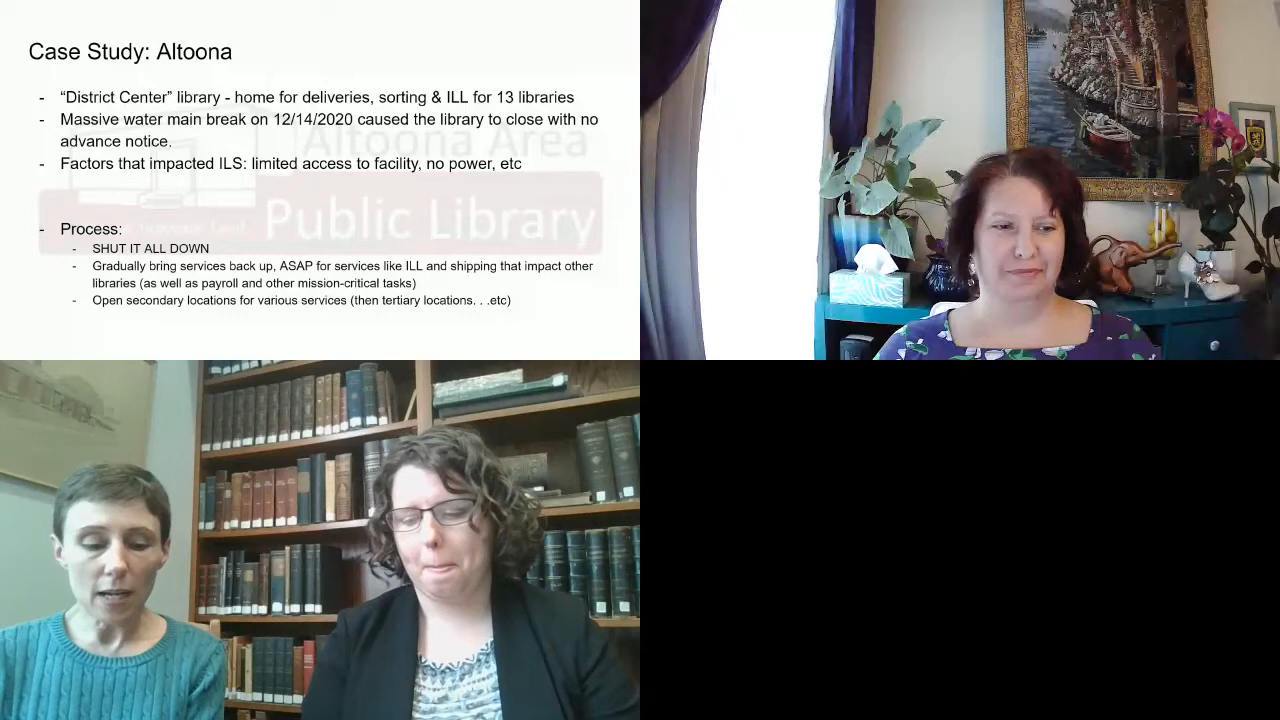 Case Study: Altoona
- “District Center” library - home for deliveries, sorting & ILL for 13 libraries
- Massive water main break on 12/14/2020 caused the library to close with no
advance notice.
- Factors that impacted ILS: limited access to facility, no power, etc
Altoona Area
Public Library
- Process:
- SHUT IT ALL DOWN
- Gradually bring services back up, ASAP for services like ILL and shipping that impact other
libraries (as well as payroll and other mission-critical tasks)
- Open secondary locations for various services (then tertiary locations. . .etc)